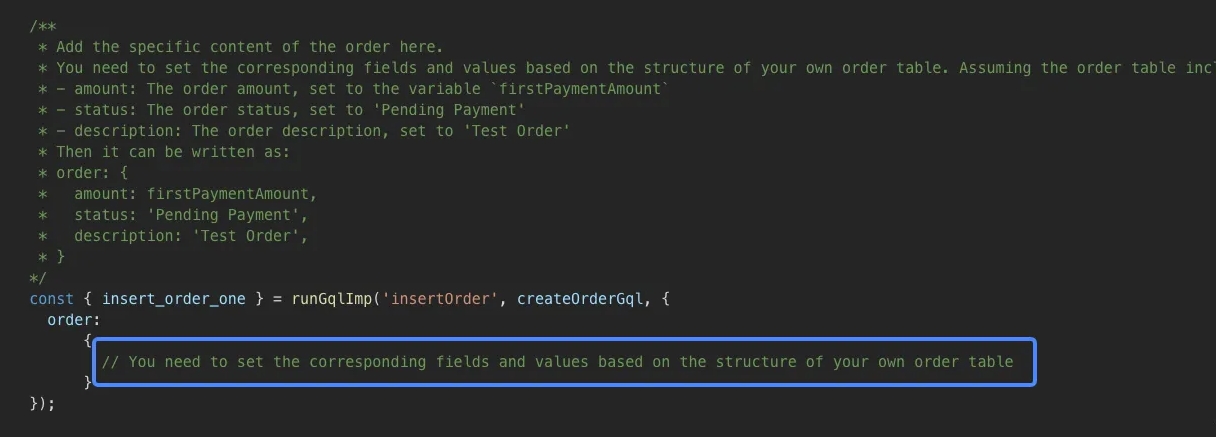 /**
* Add the specific content of the order here.
* You need to set the corresponding fields and values based on the structure of your own order table. Assuming the order table
* – amount: The order amount, set to the variable `firstPaymentAmount`
* – status: The order status, set to 'Pending Payment'
* – description: The order description, set to 'Test Order'
* Then it can be written as:
* order: {
*   amount: firstPaymentAmount,
*   status: 'Pending Payment',
*   description: 'Test Order',
* }
*/
const { insert_order_one } = runGqlImp('insertOrder', createOrderGql, {
order:
{
// You need to set the corresponding fields and values based on the structure of your own order table
}
});